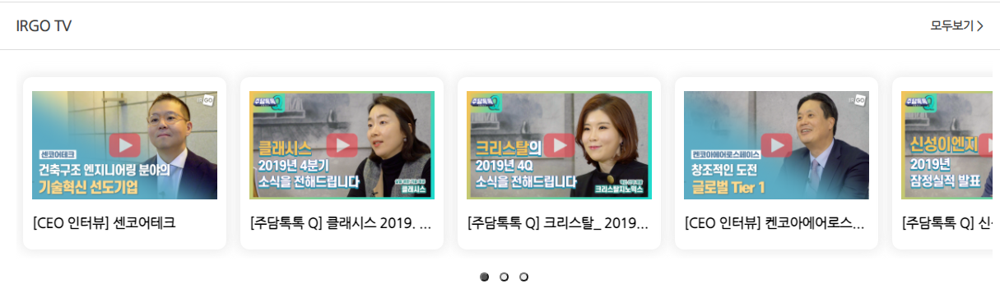 IRGO TV
모두보기 >
GO
센코어테크
건축구조 엔지니어링 분야의
기술혁신 선도기업
[CEO 인터뷰] 센코어테크
주담톡톡 Q
클래시스
2019년 4분기
소식을 전해드립니다
클래시스
[주담톡톡 Q] 클래시스 2019. ...
주담톡톡 Q
크리스탈의
2019년 4Q
소식을 전해드립니다
크리스탈지노믹스
[주담톡톡 Q] 크리스탈_ 2019...
GO
켄코아에어로스페이스
창조적인 도전
글로벌 Tier 1
[CEO 인터뷰] 켄코아에어로스...
주담톡톡
신성이엔지
2019년
잠정실적 발표
[주담톡톡 Q] 신